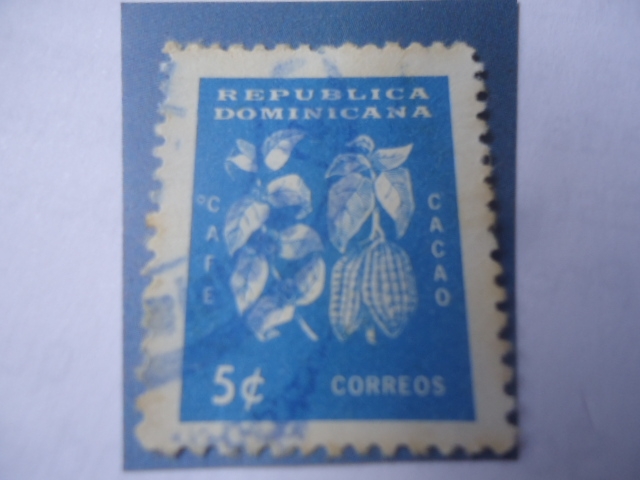 REPUBLICA
DOMINICANA
CAFE
CACAO
5¢
CORREOS